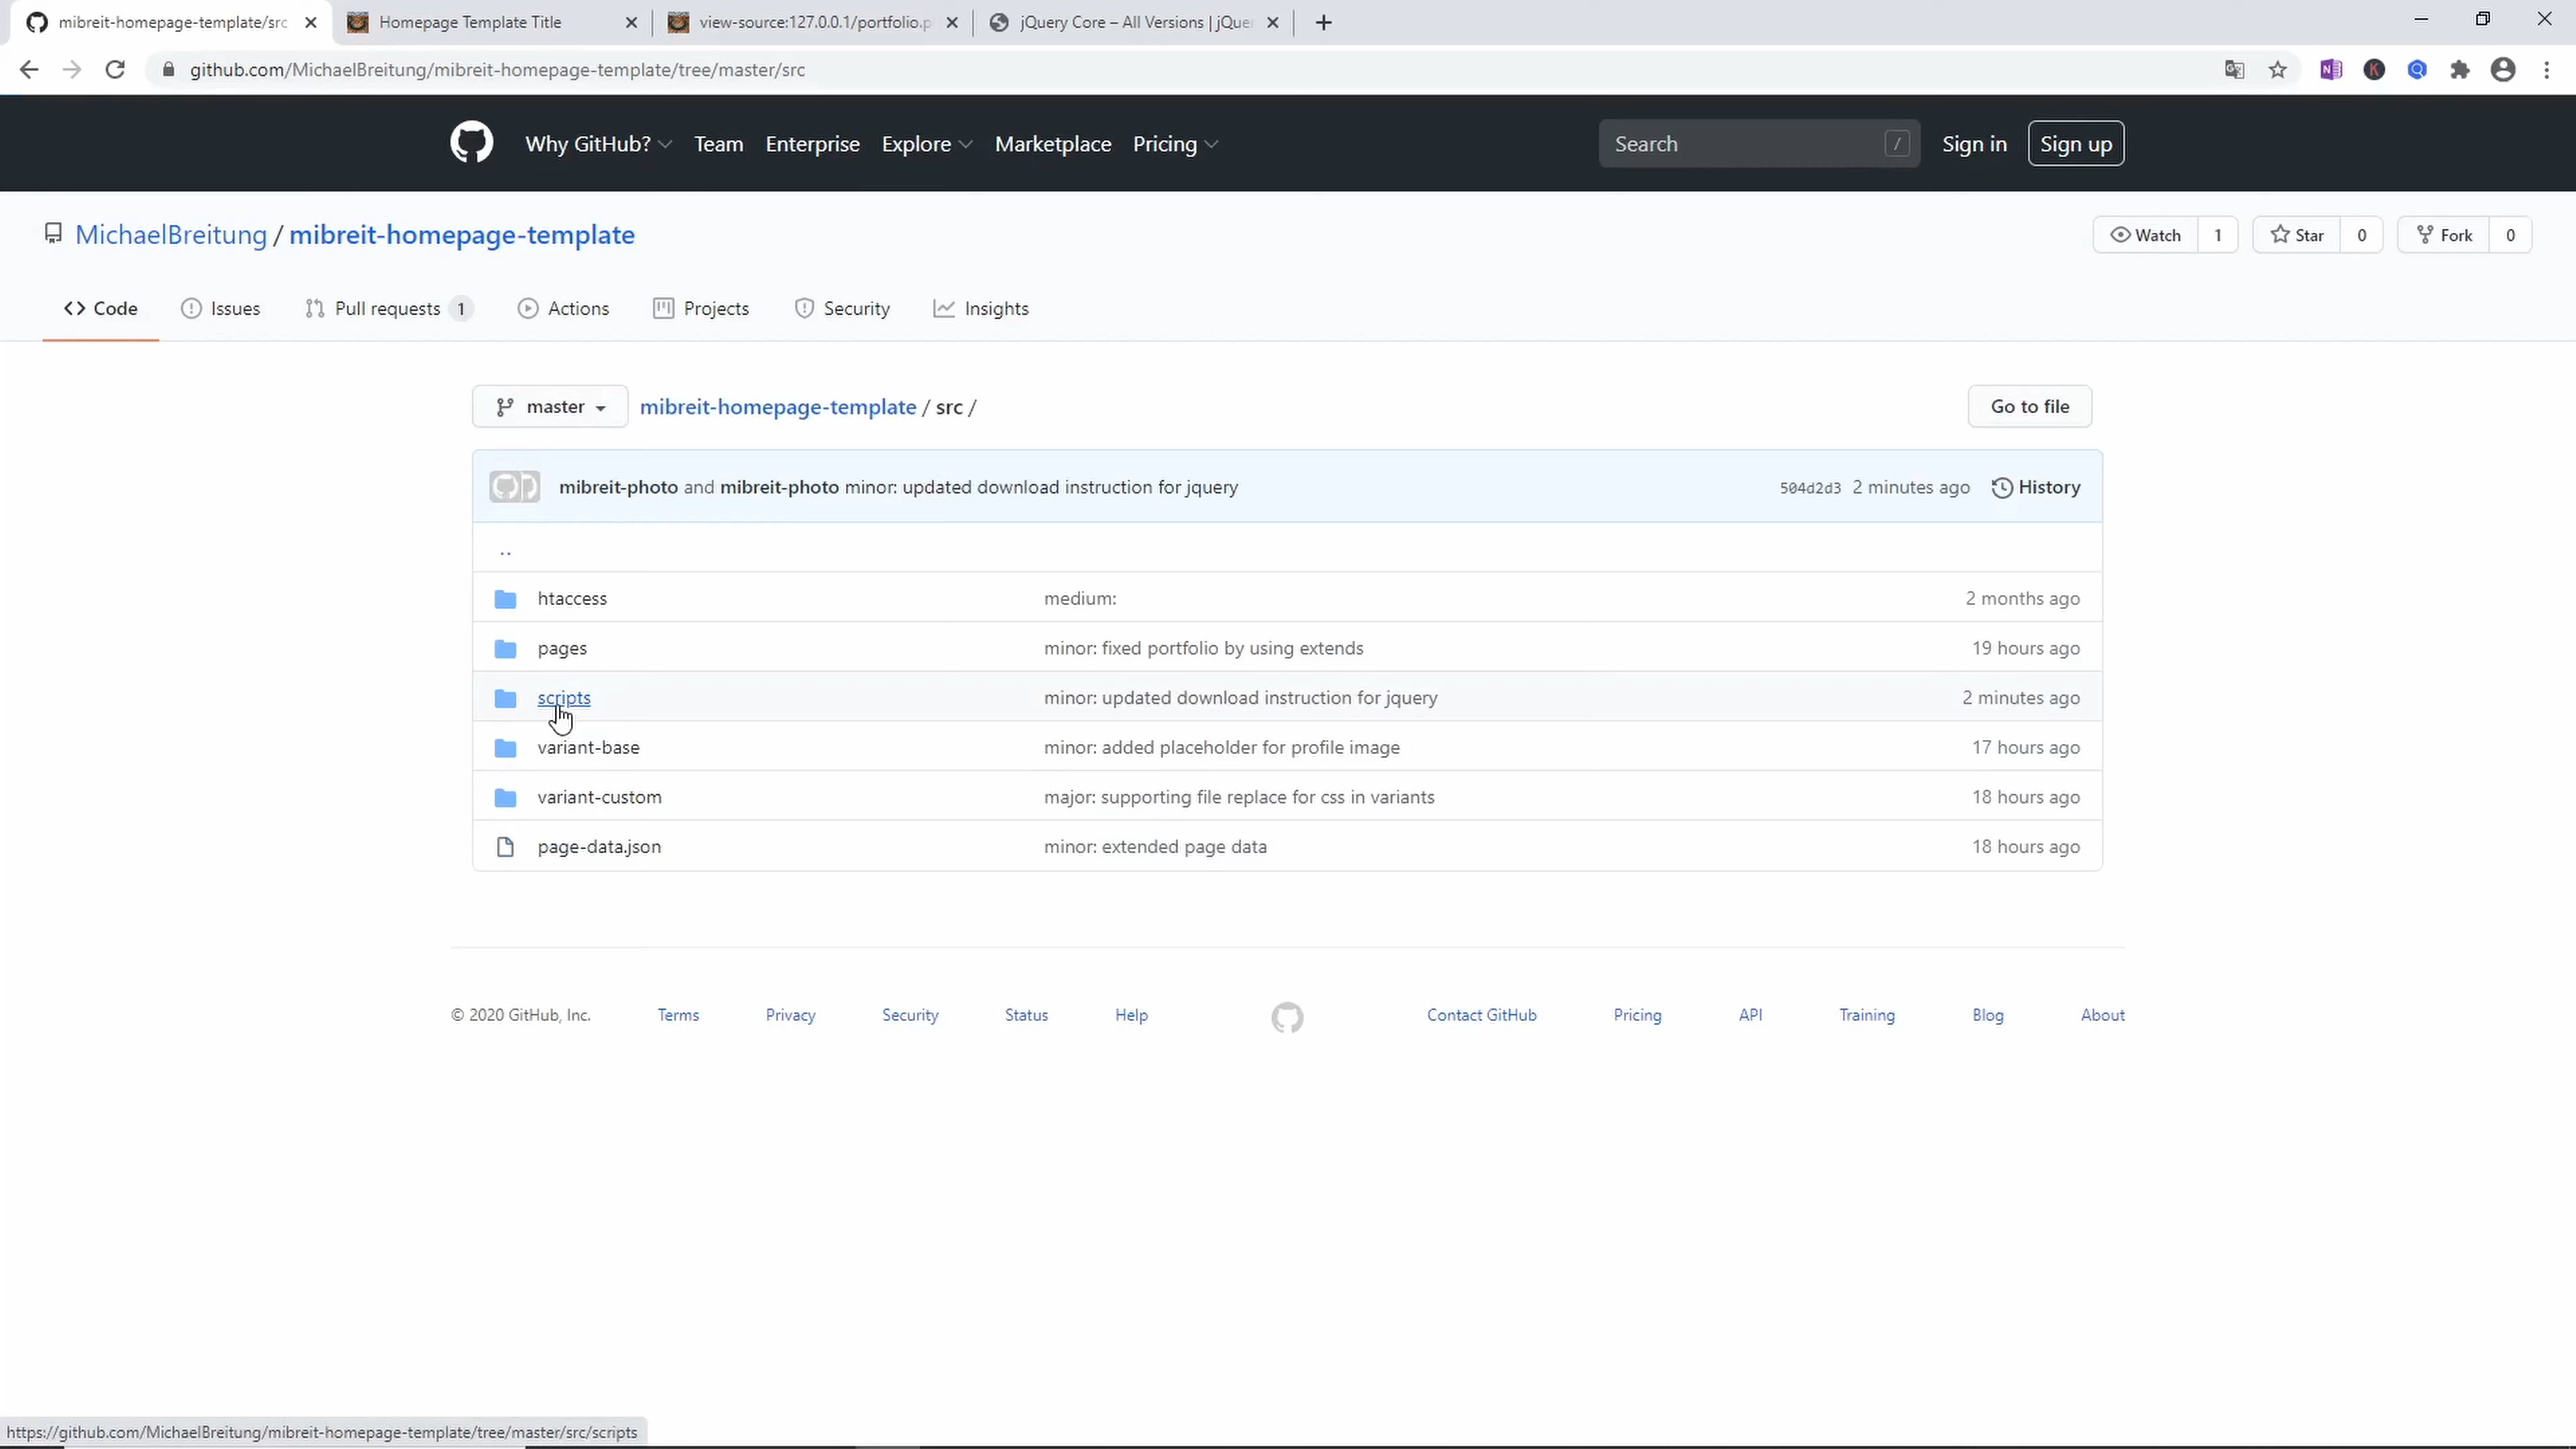 mibreit-homepage-template/src
Homepage Template Title
view-source:127.0.0.1/portfolio.p
jQuery Core – All Versions | jQue
github.com/MichaelBreitung/mibreit-homepage-template/tree/master/src
Why GitHub? Team Enterprise Explore Marketplace Pricing
Search /
Sign in
Sign up
MichaelBreitung / mibreit-homepage-template
Watch 1
Star 0
Fork 0
Code
Issues
Pull requests 1
Actions
Projects
Security
Insights
master
mibreit-homepage-template / src /
Go to file
mibreit-photo and mibreit-photo minor: updated download instruction for jquery
504d2d3 2 minutes ago History
..
htaccess medium: 2 months ago
pages minor: fixed portfolio by using extends 19 hours ago
scripts minor: updated download instruction for jquery 2 minutes ago
variant-base minor: added placeholder for profile image 17 hours ago
variant-custom major: supporting file replace for css in variants 18 hours ago
page-data.json minor: extended page data 18 hours ago
© 2020 GitHub, Inc. Terms Privacy Security Status Help Contact GitHub Pricing API Training Blog About
https://github.com/MichaelBreitung/mibreit-homepage-template/tree/master/src/scripts